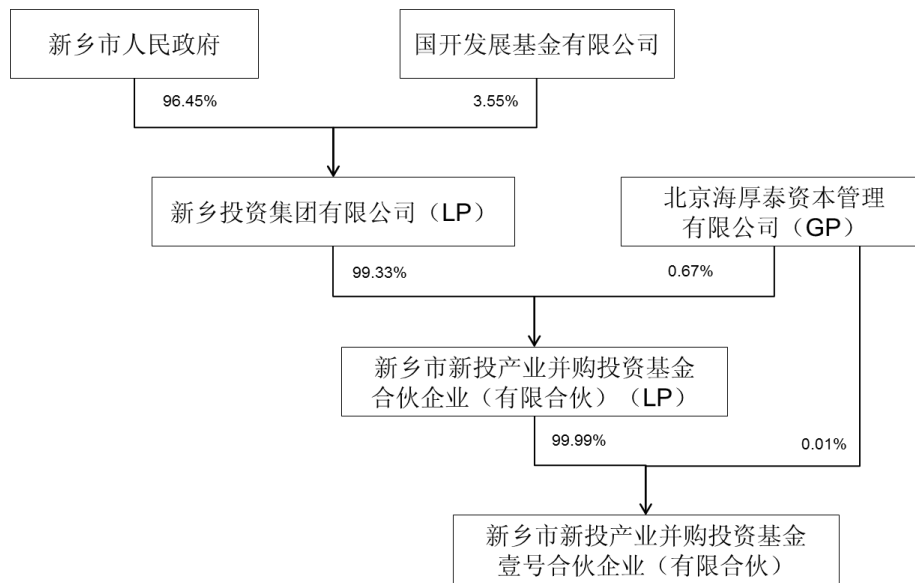 新乡市人民政府
国开发展基金有限公司
96.45%
3.55%
新乡投资集团有限公司（LP）
北京海厚泰资本管理
有限公司（GP）
99.33%
0.67%
新乡市新投产业并购投资基金
合伙企业（有限合伙）（LP）
99.99%
0.01%
新乡市新投产业并购投资基金
壹号合伙企业（有限合伙）